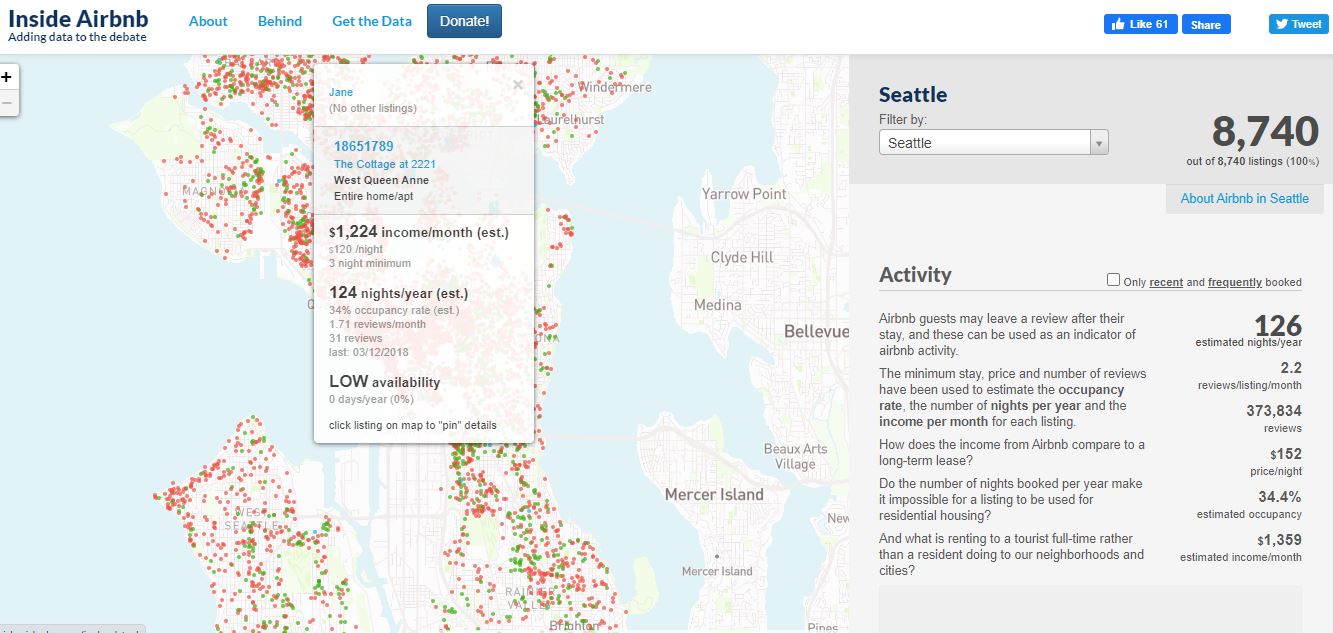 Inside Airbnb
Adding data to the debate
About
Behind
Get the Data
Donate!
Like 61
Share
Tweet
+
−
Windermere
Laurelhurst
MAGNOLIA
Yarrow Point
Clyde Hill
Medina
Bellevue
Beaux Arts
Village
Mercer Island
New
Mercer Island
WEST
SEATTLE
RAINIER
VALLEY
Brighton
Pines
×
Jane
(No other listings)
18651789
The Cottage at 2221
West Queen Anne
Entire home/apt
$1,224 income/month (est.)
$120 /night
3 night minimum
124 nights/year (est.)
34% occupancy rate (est.)
1.71 reviews/month
31 reviews
last: 03/12/2018
LOW availability
0 days/year (0%)
click listing on map to "pin" details
Seattle
Filter by:
Seattle
8,740
out of 8,740 listings (100%)
About Airbnb in Seattle
Activity
Only recent and frequently booked
Airbnb guests may leave a review after their
stay, and these can be used as an indicator of
airbnb activity.
The minimum stay, price and number of reviews
have been used to estimate the occupancy
rate, the number of nights per year and the
income per month for each listing.
How does the income from Airbnb compare to a
long-term lease?
Do the number of nights booked per year make
it impossible for a listing to be used for
residential housing?
And what is renting to a tourist full-time rather
than a resident doing to our neighborhoods and
cities?
126
estimated nights/year
2.2
reviews/listing/month
373,834
reviews
$152
price/night
34.4%
estimated occupancy
$1,359
estimated income/month